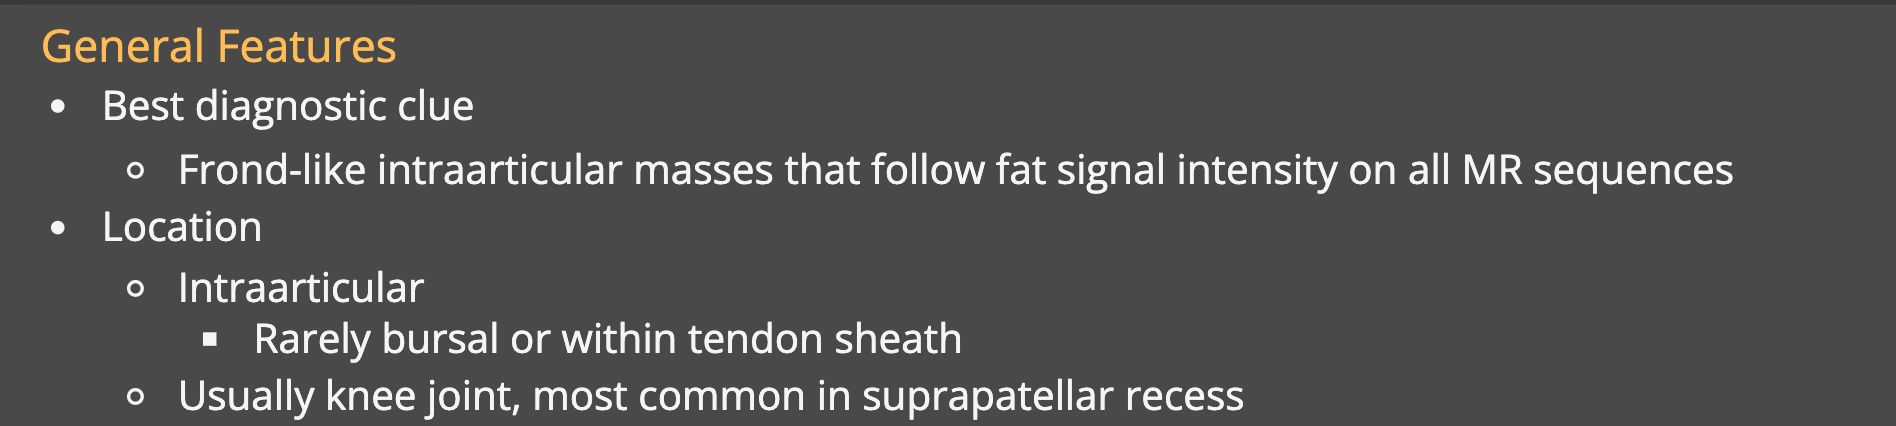 General Features
• Best diagnostic clue
○ Frond-like intraarticular masses that follow fat signal intensity on all MR sequences
• Location
○ Intraarticular
▪ Rarely bursal or within tendon sheath
○ Usually knee joint, most common in suprapatellar recess